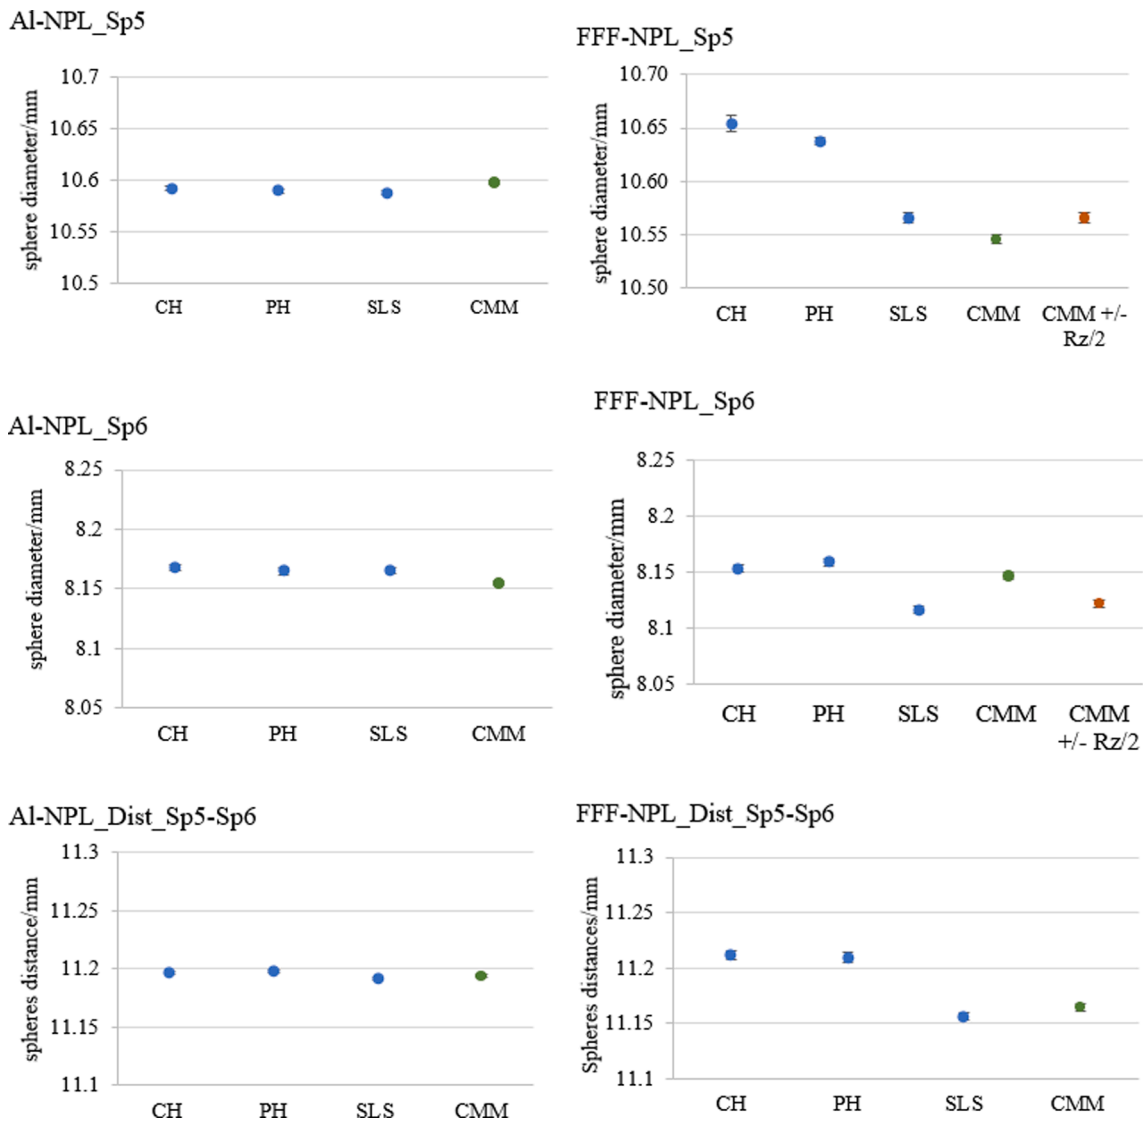 Al-NPL_Sp5
sphere diameter/mm
10.7
10.65
10.6
10.55
10.5
CH PH SLS CMM
FFF-NPL_Sp5
sphere diameter/mm
10.70
10.65
10.60
10.55
10.50
CH PH SLS CMM CMM +/-
Rz/2
Al-NPL_Sp6
sphere diameter/mm
8.25
8.2
8.15
8.1
8.05
CH PH SLS CMM
FFF-NPL_Sp6
sphere diameter/mm
8.25
8.2
8.15
8.1
8.05
CH PH SLS CMM CMM
+/- Rz/2
Al-NPL_Dist_Sp5-Sp6
spheres distance/mm
11.3
11.25
11.2
11.15
11.1
CH PH SLS CMM
FFF-NPL_Dist_Sp5-Sp6
Spheres distances/mm
11.3
11.25
11.2
11.15
11.1
CH PH SLS CMM